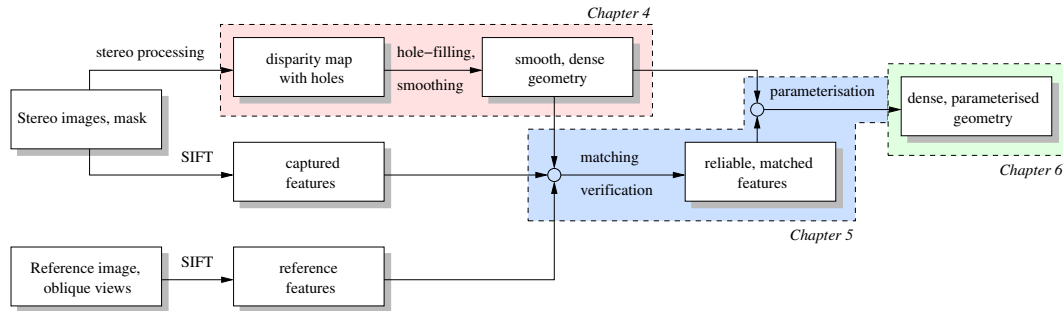 Chapter 4
stereo processing
disparity map
with holes
hole−filling,
smoothing
smooth, dense
geometry
parameterisation
dense, parameterised
geometry
Chapter 6
Stereo images, mask
SIFT
captured
features
matching
verification
reliable, matched
features
Chapter 5
Reference image,
oblique views
SIFT
reference
features